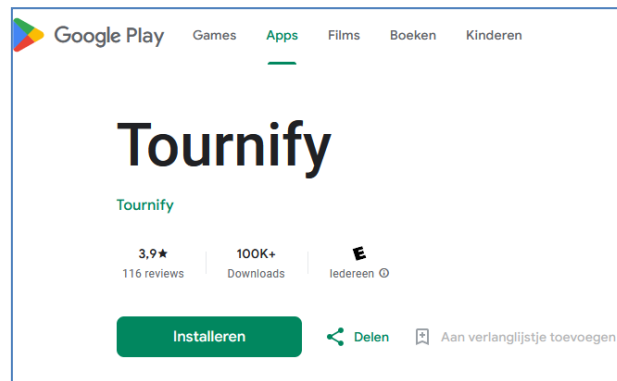 Google Play Games Apps Films Boeken Kinderen
Tournify
Tournify
3,9★ 100K+ E
116 reviews Downloads Iedereen
Installeren Delen Aan verlanglijstje toevoegen